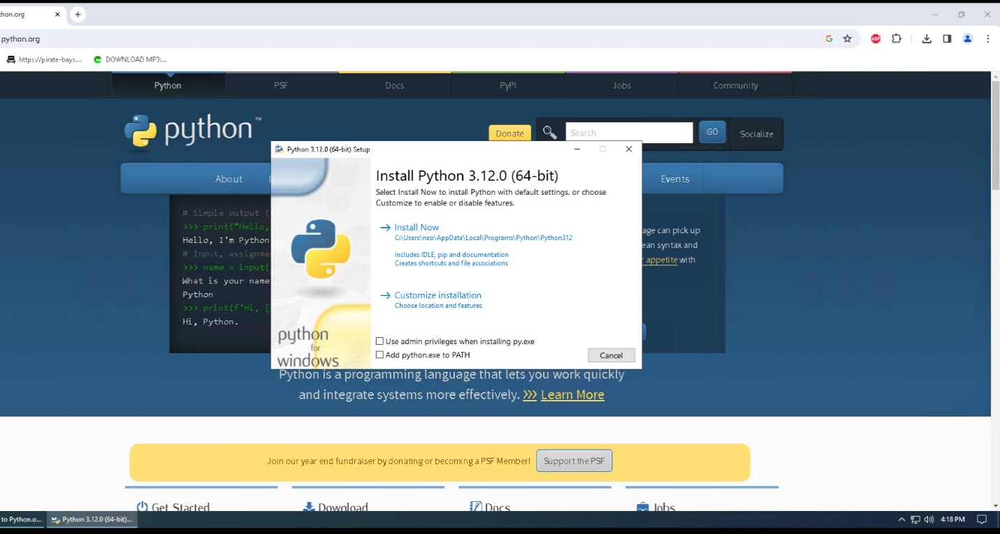 thon.org
python.org
https://pirate-bays....
DOWNLOAD MP3:...
Python
PSF
Docs
PyPI
Jobs
Community
python™
Donate
Search
GO
Socialize
About
Events
# Simple output (
>>> print("Hello,
Hello, I'm Python
# Input, assignme
>>> name = input(
What is your name
Python
>>> print(f'Hi, {
Hi, Python.
age can pick up
ean syntax and
appetite with
Python 3.12.0 (64-bit) Setup
Install Python 3.12.0 (64-bit)
Select Install Now to install Python with default settings, or choose
Customize to enable or disable features.
→ Install Now
C:\Users\neo\AppData\Local\Programs\Python\Python312
Includes IDLE, pip and documentation
Creates shortcuts and file associations
→ Customize installation
Choose location and features
python
for
windows
Use admin privileges when installing py.exe
Add python.exe to PATH
Cancel
Python is a programming language that lets you work quickly
and integrate systems more effectively. >>> Learn More
Join our year end fundraiser by donating or becoming a PSF Member!
Support the PSF
Get Started
Download
Docs
Jobs
to Python.o...
Python 3.12.0 (64-bit)...
4:18 PM